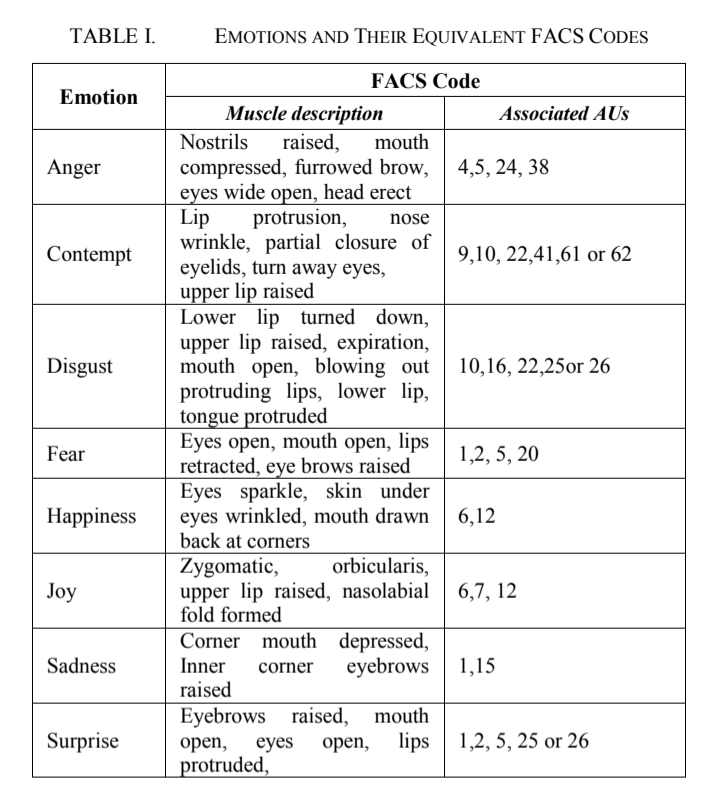 TABLE I. EMOTIONS AND THEIR EQUIVALENT FACS CODES
Emotion
FACS Code
Muscle description
Associated AUs
Anger
Nostrils raised, mouth
compressed, furrowed brow,
eyes wide open, head erect
4,5, 24, 38
Contempt
Lip protrusion, nose
wrinkle, partial closure of
eyelids, turn away eyes,
upper lip raised
9,10, 22,41,61 or 62
Disgust
Lower lip turned down,
upper lip raised, expiration,
mouth open, blowing out
protruding lips, lower lip,
tongue protruded
10,16, 22,25or 26
Fear
Eyes open, mouth open, lips
retracted, eye brows raised
1,2, 5, 20
Happiness
Eyes sparkle, skin under
eyes wrinkled, mouth drawn
back at corners
6,12
Joy
Zygomatic, orbicularis,
upper lip raised, nasolabial
fold formed
6,7, 12
Sadness
Corner mouth depressed,
Inner corner eyebrows
raised
1,15
Surprise
Eyebrows raised, mouth
open, eyes open, lips
protruded,
1,2, 5, 25 or 26